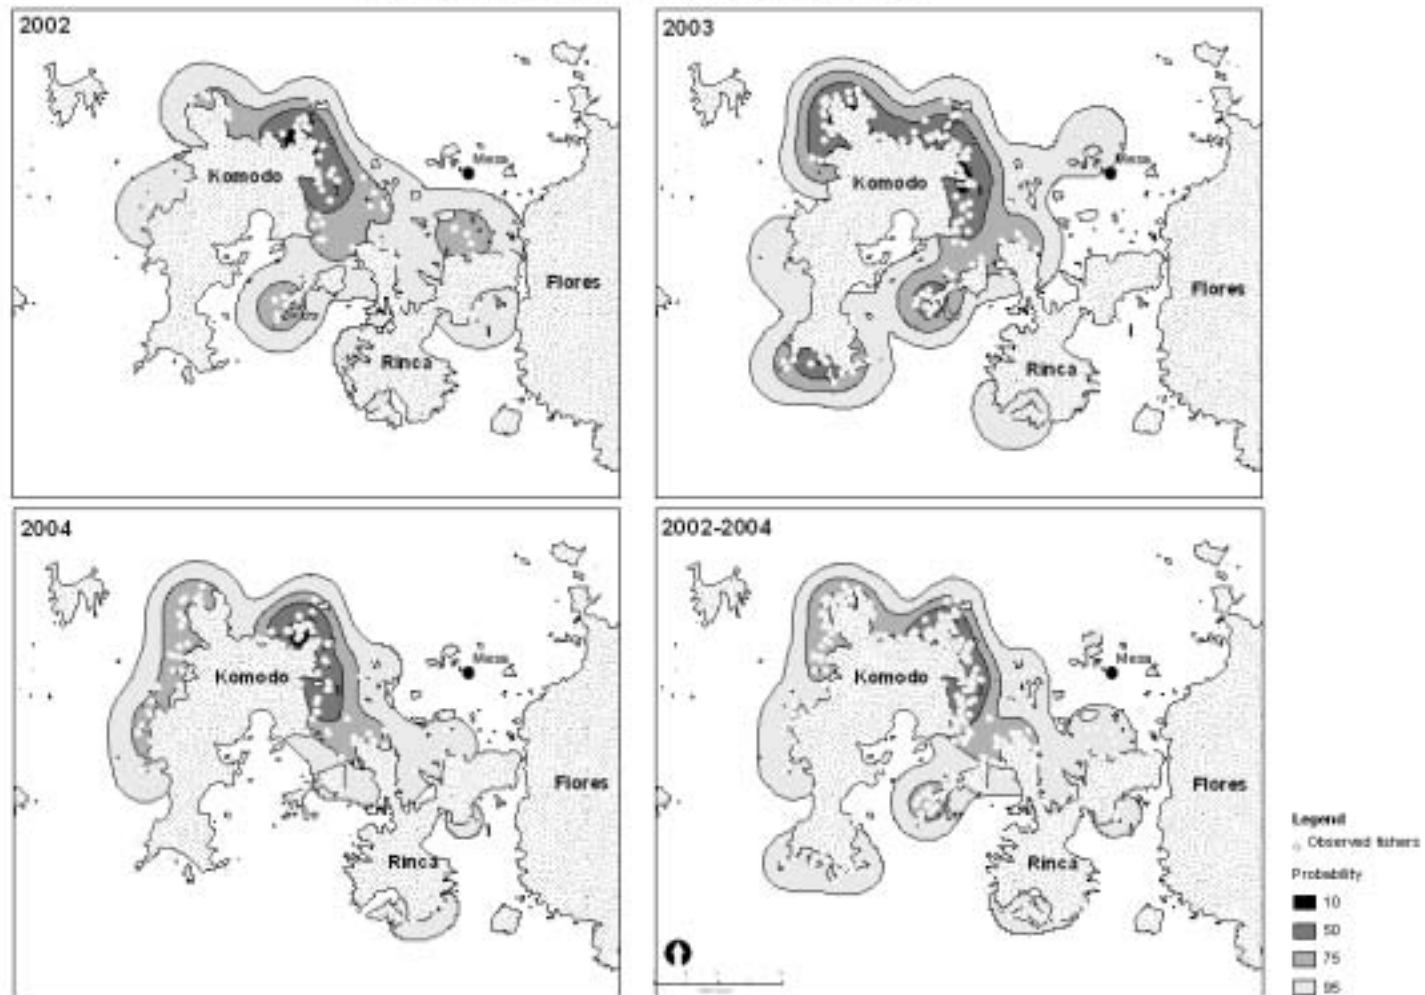 2002
Komodo
Mesa
Flores
Rinca
2003
Komodo
Mesa
Flores
Rinca
2004
Komodo
Mesa
Flores
Rinca
2002-2004
Komodo
Mesa
Flores
Rinca
Legend
Observed fishers
Probability
10
50
75
95